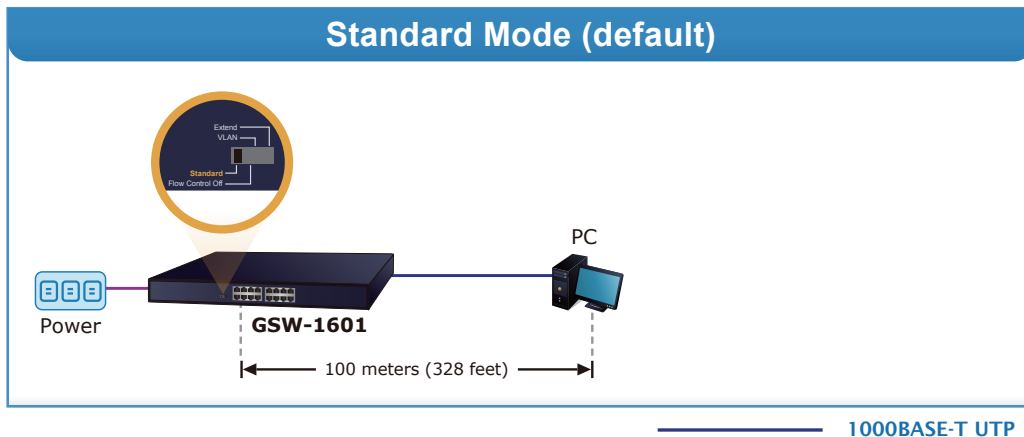 Standard Mode (default)
Extend
VLAN
Standard
Flow Control Off
PC
Power
GSW-1601
100 meters (328 feet)
1000BASE-T UTP